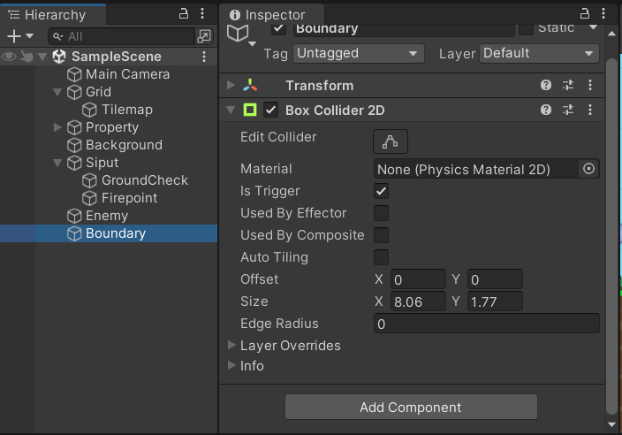 Hierarchy
All
SampleScene
Main Camera
Grid
Tilemap
Property
Background
Siput
GroundCheck
Firepoint
Enemy
Boundary
Inspector
Boundary Static
Tag Untagged Layer Default
Transform
Box Collider 2D
Edit Collider
Material None (Physics Material 2D)
Is Trigger
Used By Effector
Used By Composite
Auto Tiling
Offset X 0 Y 0
Size X 8.06 Y 1.77
Edge Radius 0
Layer Overrides
Info
Add Component